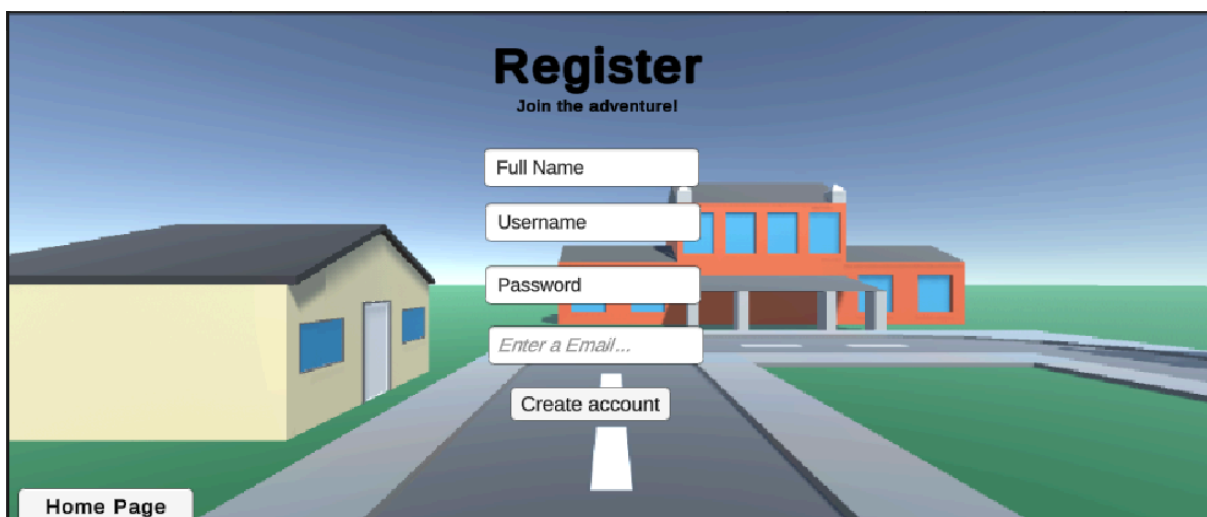 Register
Join the adventure!
Full Name
Username
Password
Enter a Email...
Create account
Home Page